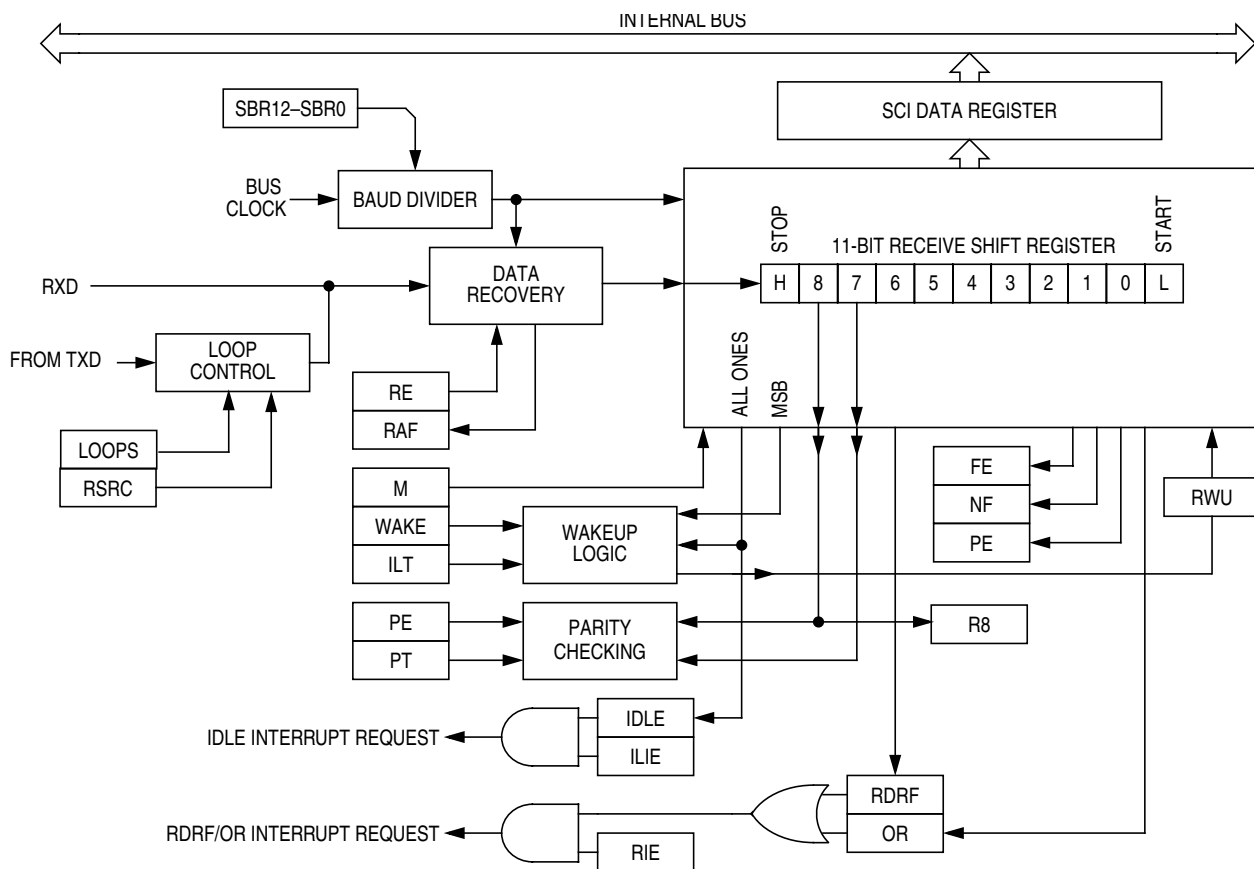 INTERNAL BUS
SBR12–SBR0
SCI DATA REGISTER
BUS
CLOCK
BAUD DIVIDER
STOP
11-BIT RECEIVE SHIFT REGISTER
START
H 8 7 6 5 4 3 2 1 0 L
RXD
DATA
RECOVERY
FROM TXD
LOOP
CONTROL
ALL ONES
MSB
RE
RAF
LOOPS
RSRC
M
WAKE
ILT
WAKEUP
LOGIC
FE
NF
PE
RWU
PE
PT
PARITY
CHECKING
R8
IDLE INTERRUPT REQUEST
IDLE
ILIE
RDRF/OR INTERRUPT REQUEST
RDRF
OR
RIE